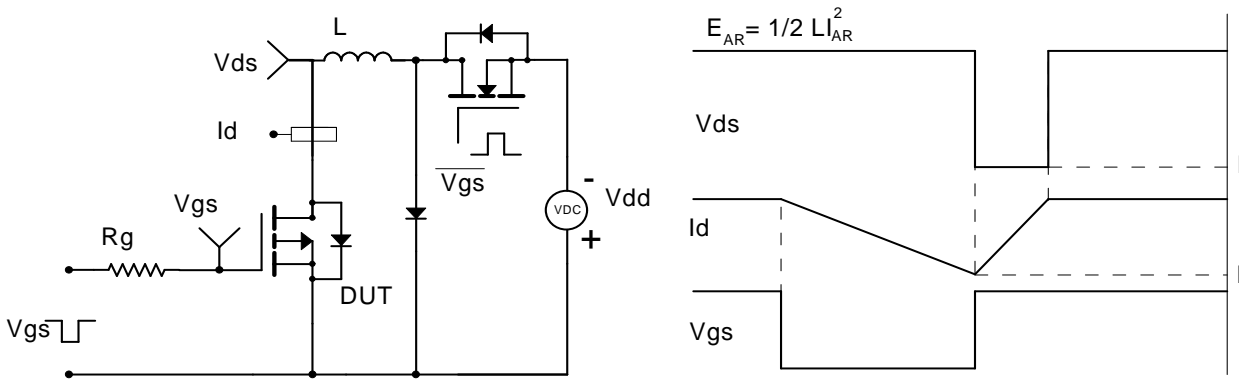 L
Vds
Id
Vgs
Vgs
Rg
DUT
Vgs
VDC
-
+
Vdd
E_AR = 1/2 LI_AR^2
Vds
Id
Vgs